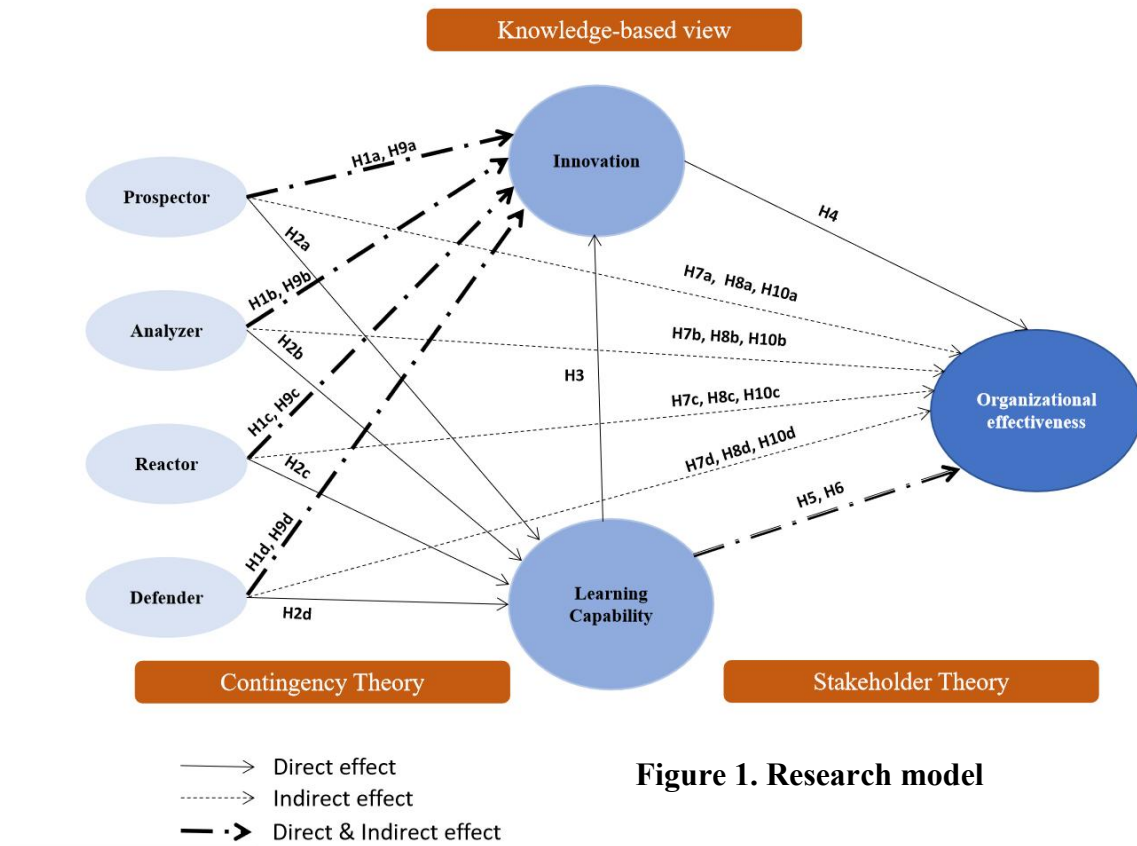 Knowledge-based view
Innovation
H1a, H9a
Prospector
H4
H2a
H7a, H8a, H10a
H1b, H9b
Analyzer
H7b, H8b, H10b
H2b
H3
H1c, H9c
H7c, H8c, H10c
Organizational
effectiveness
Reactor
H2c
H7d, H8d, H10d
H5, H6
H1d, H9d
Defender
H2d
Learning
Capability
Contingency Theory
Stakeholder Theory
Direct effect
Indirect effect
Direct & Indirect effect
Figure 1. Research model